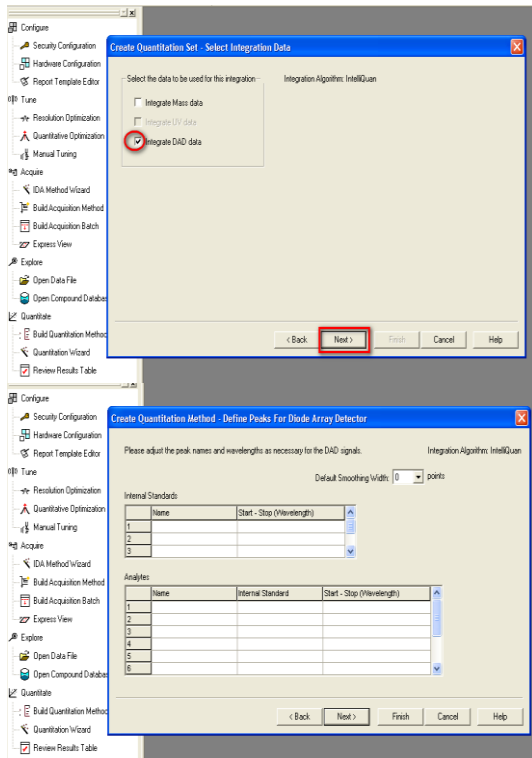 Configure
Security Configuration
Hardware Configuration
Report Template Editor
Tune
Resolution Optimization
Quantitative Optimization
Manual Tuning
Acquire
IDA Method Wizard
Build Acquisition Method
Build Acquisition Batch
Express View
Explore
Open Data File
Open Compound Databas
Quantitate
Build Quantitation Method
Quantitation Wizard
Review Results Table
Create Quantitation Set - Select Integration Data
Select the data to be used for this integration
Integration Algorithm: IntelliQuan
Integrate Mass data
Integrate UV data
Integrate DAD data
< Back Next > Finish Cancel Help
Configure
Security Configuration
Hardware Configuration
Report Template Editor
Tune
Resolution Optimization
Quantitative Optimization
Manual Tuning
Acquire
IDA Method Wizard
Build Acquisition Method
Build Acquisition Batch
Express View
Explore
Open Data File
Open Compound Databas
Quantitate
Build Quantitation Method
Quantitation Wizard
Review Results Table
Create Quantitation Method - Define Peaks For Diode Array Detector
Please adjust the peak names and wavelengths as necessary for the DAD signals. Integration Algorithm: IntelliQuan
Default Smoothing Width: 0 points
Internal Standards
Name Start - Stop (Wavelength)
1
2
3
Analytes
Name Internal Standard Start - Stop (Wavelength)
1
2
3
4
5
6
< Back Next > Finish Cancel Help